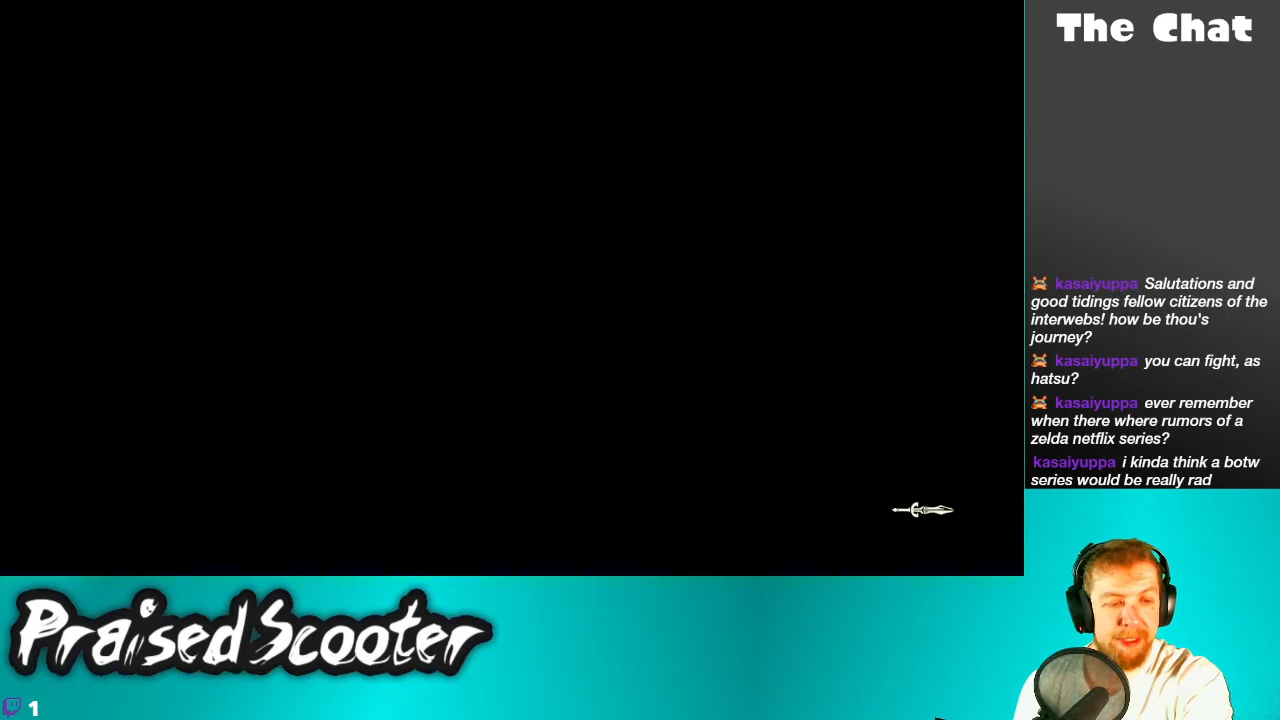 The Chat
kasaiyuppa Salutations and
good tidings fellow citizens of the
interwebs! how be thou's
journey?
kasaiyuppa you can fight, as
hatsu?
kasaiyuppa ever remember
when there where rumors of a
zelda netflix series?
kasaiyuppa i kinda think a botw
series would be really rad
Praised Scooter
1